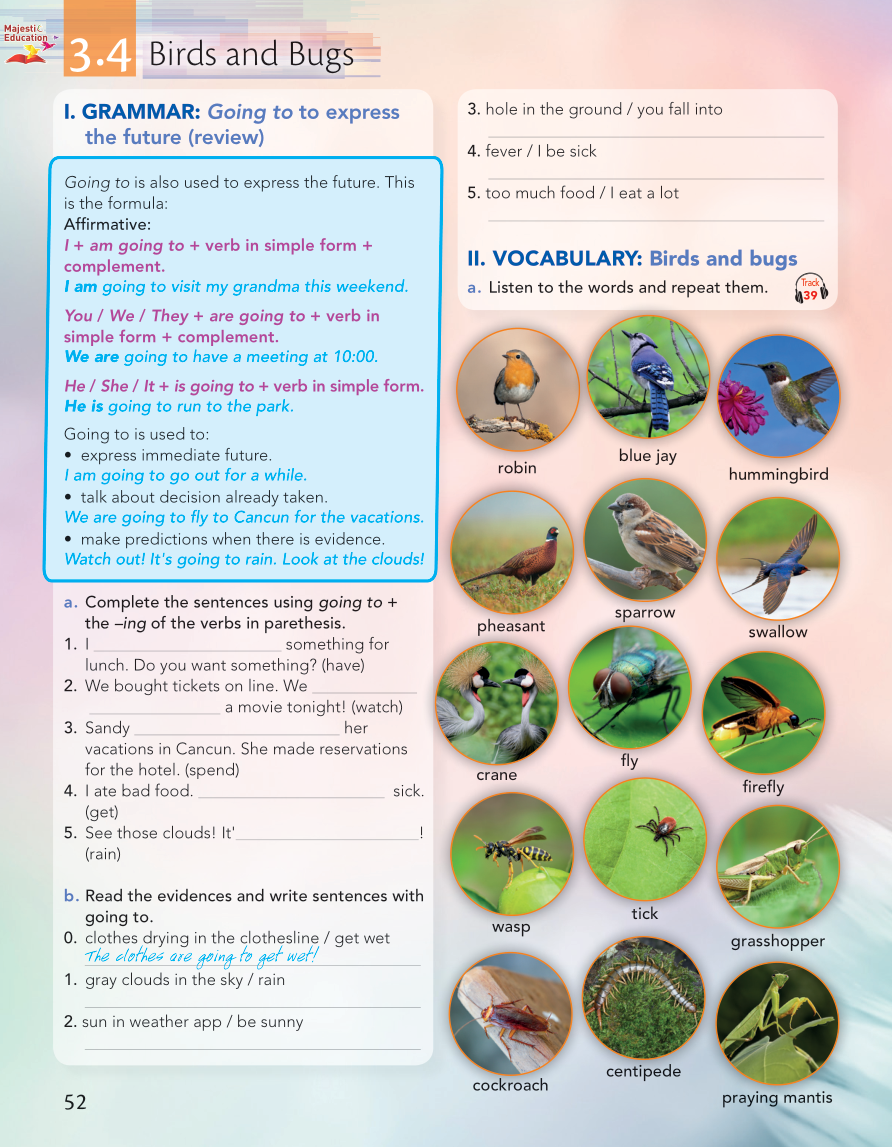 Majestic
Education
3.4 Birds and Bugs
I. GRAMMAR: Going to to express
the future (review)
Going to is also used to express the future. This
is the formula:
Affirmative:
I + am going to + verb in simple form +
complement.
I am going to visit my grandma this weekend.
You / We / They + are going to + verb in
simple form + complement.
We are going to have a meeting at 10:00.
He / She / It + is going to + verb in simple form.
He is going to run to the park.
Going to is used to:
• express immediate future.
I am going to go out for a while.
• talk about decision already taken.
We are going to fly to Cancun for the vacations.
• make predictions when there is evidence.
Watch out! It's going to rain. Look at the clouds!
a. Complete the sentences using going to +
the –ing of the verbs in parethesis.
1. I ______ something for
lunch. Do you want something? (have)
2. We bought tickets on line. We ______
______ a movie tonight! (watch)
3. Sandy ______ her
vacations in Cancun. She made reservations
for the hotel. (spend)
4. I ate bad food. ______ sick.
(get)
5. See those clouds! It'______!
(rain)
b. Read the evidences and write sentences with
going to.
0. clothes drying in the clothesline / get wet
The clothes are going to get wet!
1. gray clouds in the sky / rain
2. sun in weather app / be sunny
3. hole in the ground / you fall into
4. fever / I be sick
5. too much food / I eat a lot
II. VOCABULARY: Birds and bugs
a. Listen to the words and repeat them.
Track
39
robin
blue jay
hummingbird
pheasant
sparrow
swallow
crane
fly
firefly
wasp
tick
grasshopper
cockroach
centipede
praying mantis
52